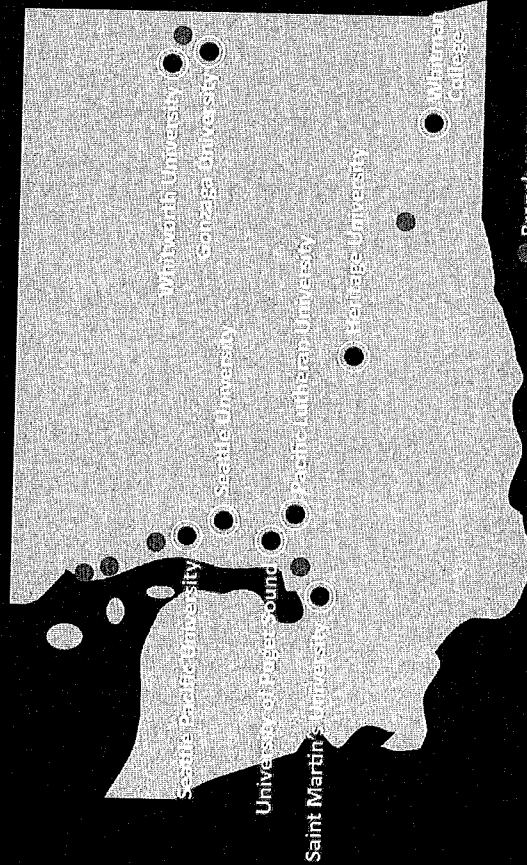 Whitworth University
Gonzaga University
Seattle University
Seattle Pacific University
University of Puget Sound
Pacific Lutheran University
Saint Martin's University
Heritage University
Whitman
College